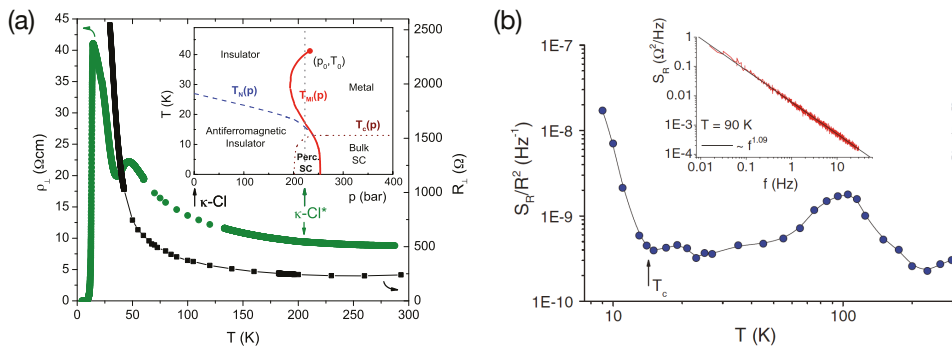 (a)
45
40
35
30
25
20
15
10
5
0
ρ⊥ (Ωcm)
0 50 100 150 200 250 300
T (K)
2500
2000
1500
1000
500
0
R⊥ (Ω)
Insulator
(p0,T0)
Metal
TN(p)
TMI(p)
Tc(p)
Antiferromagnetic
Insulator
Perc.
SC
Bulk
SC
40
30
20
10
0
T (K)
0 100 200 300 400
p (bar)
κ-Cl
κ-Cl*
(b)
1E-7
1E-8
1E-9
1E-10
SR/R2 (Hz-1)
10 100
T (K)
Tc
SR (Ω2/Hz)
1
0.1
0.01
1E-3
1E-4
T = 90 K
~ f1.09
0.01 0.1 1 10 100
f (Hz)